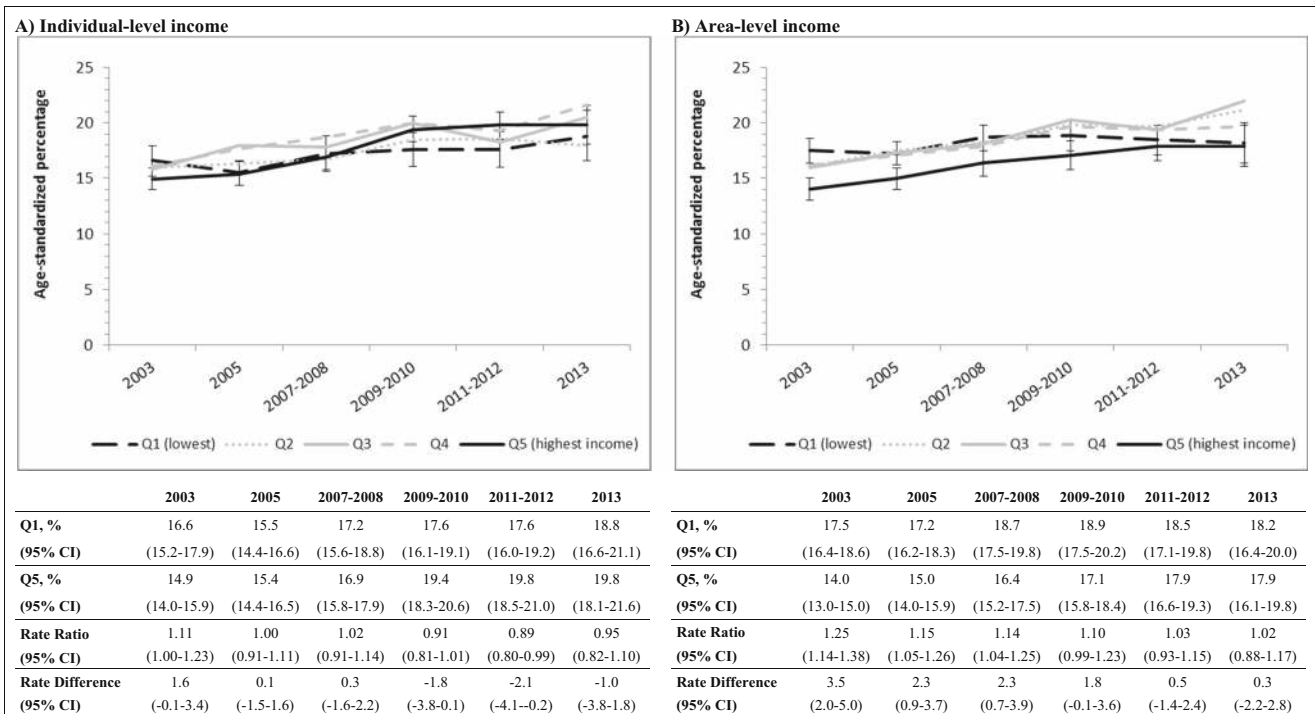 A) Individual-level income
25
20
15
10
5
0
Age-standardized percentage
2003
2005
2007-2008
2009-2010
2011-2012
2013
Q1 (lowest) Q2 Q3 Q4 Q5 (highest income)
2003 2005 2007-2008 2009-2010 2011-2012 2013
Q1, % 16.6 15.5 17.2 17.6 17.6 18.8
(95% CI) (15.2-17.9) (14.4-16.6) (15.6-18.8) (16.1-19.1) (16.0-19.2) (16.6-21.1)
Q5, % 14.9 15.4 16.9 19.4 19.8 19.8
(95% CI) (14.0-15.9) (14.4-16.5) (15.8-17.9) (18.3-20.6) (18.5-21.0) (18.1-21.6)
Rate Ratio 1.11 1.00 1.02 0.91 0.89 0.95
(95% CI) (1.00-1.23) (0.91-1.11) (0.91-1.14) (0.81-1.01) (0.80-0.99) (0.82-1.10)
Rate Difference 1.6 0.1 0.3 -1.8 -2.1 -1.0
(95% CI) (-0.1-3.4) (-1.5-1.6) (-1.6-2.2) (-3.8-0.1) (-4.1--0.2) (-3.8-1.8)
B) Area-level income
25
20
15
10
5
0
Age-standardized percentage
2003
2005
2007-2008
2009-2010
2011-2012
2013
Q1 (lowest) Q2 Q3 Q4 Q5 (highest income)
2003 2005 2007-2008 2009-2010 2011-2012 2013
Q1, % 17.5 17.2 18.7 18.9 18.5 18.2
(95% CI) (16.4-18.6) (16.2-18.3) (17.5-19.8) (17.5-20.2) (17.1-19.8) (16.4-20.0)
Q5, % 14.0 15.0 16.4 17.1 17.9 17.9
(95% CI) (13.0-15.0) (14.0-15.9) (15.2-17.5) (15.8-18.4) (16.6-19.3) (16.1-19.8)
Rate Ratio 1.25 1.15 1.14 1.10 1.03 1.02
(95% CI) (1.14-1.38) (1.05-1.26) (1.04-1.25) (0.99-1.23) (0.93-1.15) (0.88-1.17)
Rate Difference 3.5 2.3 2.3 1.8 0.5 0.3
(95% CI) (2.0-5.0) (0.9-3.7) (0.7-3.9) (-0.1-3.6) (-1.4-2.4) (-2.2-2.8)